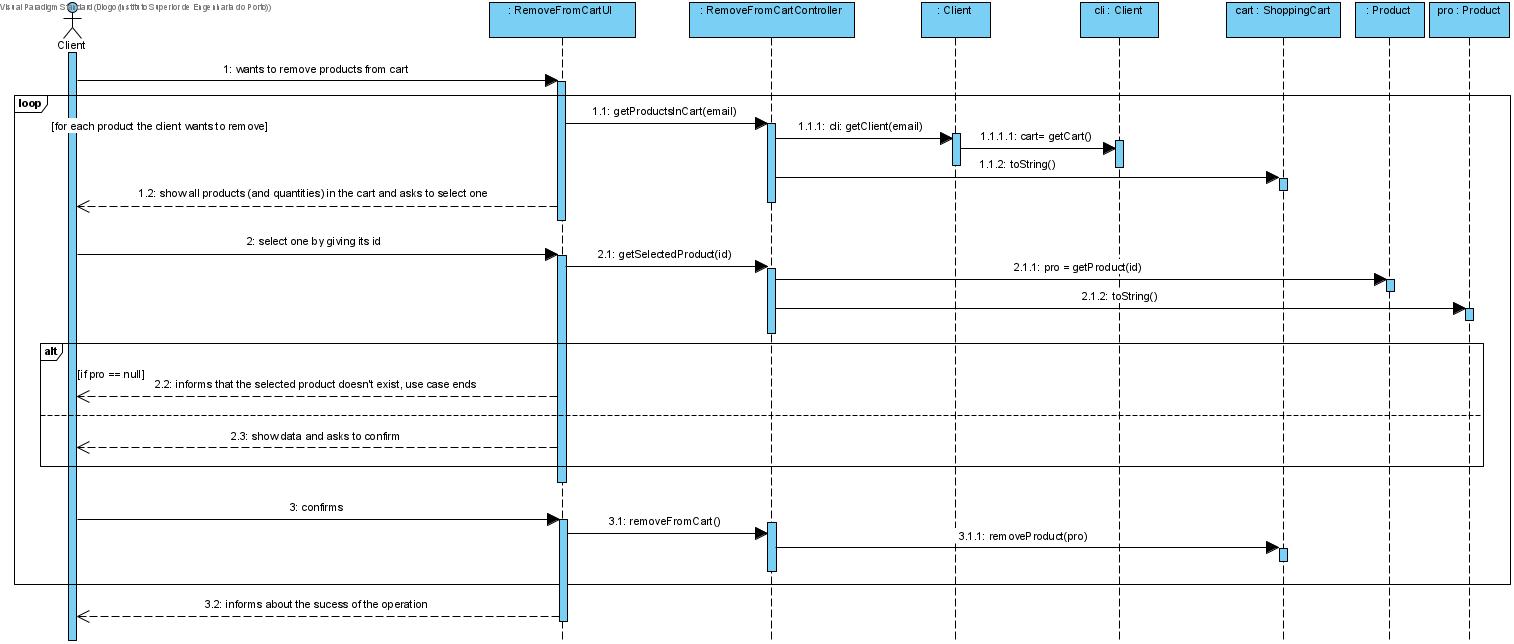 Visual Paradigm Standard (Diogo (Instituto Superior de Engenharia do Porto))
Client
: RemoveFromCartUI
: RemoveFromCartController
: Client
cli : Client
cart : ShoppingCart
: Product
pro : Product
1: wants to remove products from cart
loop
[for each product the client wants to remove]
1.1: getProductsInCart(email)
1.1.1: cli: getClient(email)
1.1.1.1: cart= getCart()
1.1.2: toString()
1.2: show all products (and quantities) in the cart and asks to select one
2: select one by giving its id
2.1: getSelectedProduct(id)
2.1.1: pro = getProduct(id)
2.1.2: toString()
alt
[if pro == null]
2.2: informs that the selected product doesn't exist, use case ends
2.3: show data and asks to confirm
3: confirms
3.1: removeFromCart()
3.1.1: removeProduct(pro)
3.2: informs about the sucess of the operation